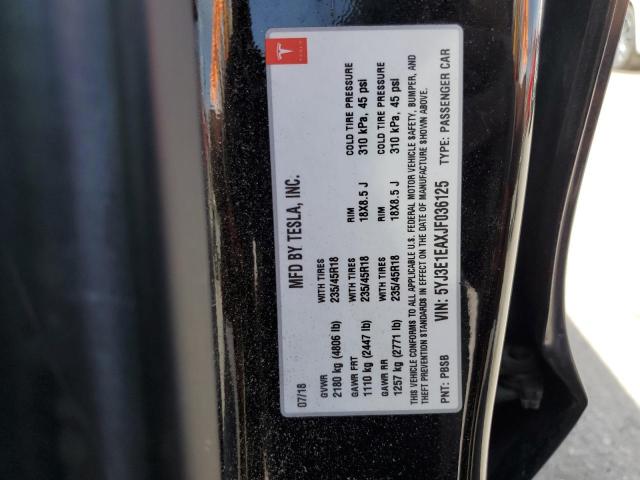 TESLA
07/18 MFD BY TESLA, INC.
GVWR WITH TIRES RIM COLD TIRE PRESSURE
2180 kg (4806 lb) 235/45R18 18X8.5 J 310 kPa, 45 psi
GAWR FRT WITH TIRES RIM COLD TIRE PRESSURE
1110 kg (2447 lb) 235/45R18 18X8.5 J 310 kPa, 45 psi
GAWR RR WITH TIRES
1257 kg (2771 lb) 235/45R18
THIS VEHICLE CONFORMS TO ALL APPLICABLE U.S. FEDERAL MOTOR VEHICLE SAFETY, BUMPER, AND
THEFT PREVENTION STANDARDS IN EFFECT ON THE DATE OF MANUFACTURE SHOWN ABOVE.
PNT: PBSB VIN: 5YJ3E1EAXJF036125 TYPE: PASSENGER CAR